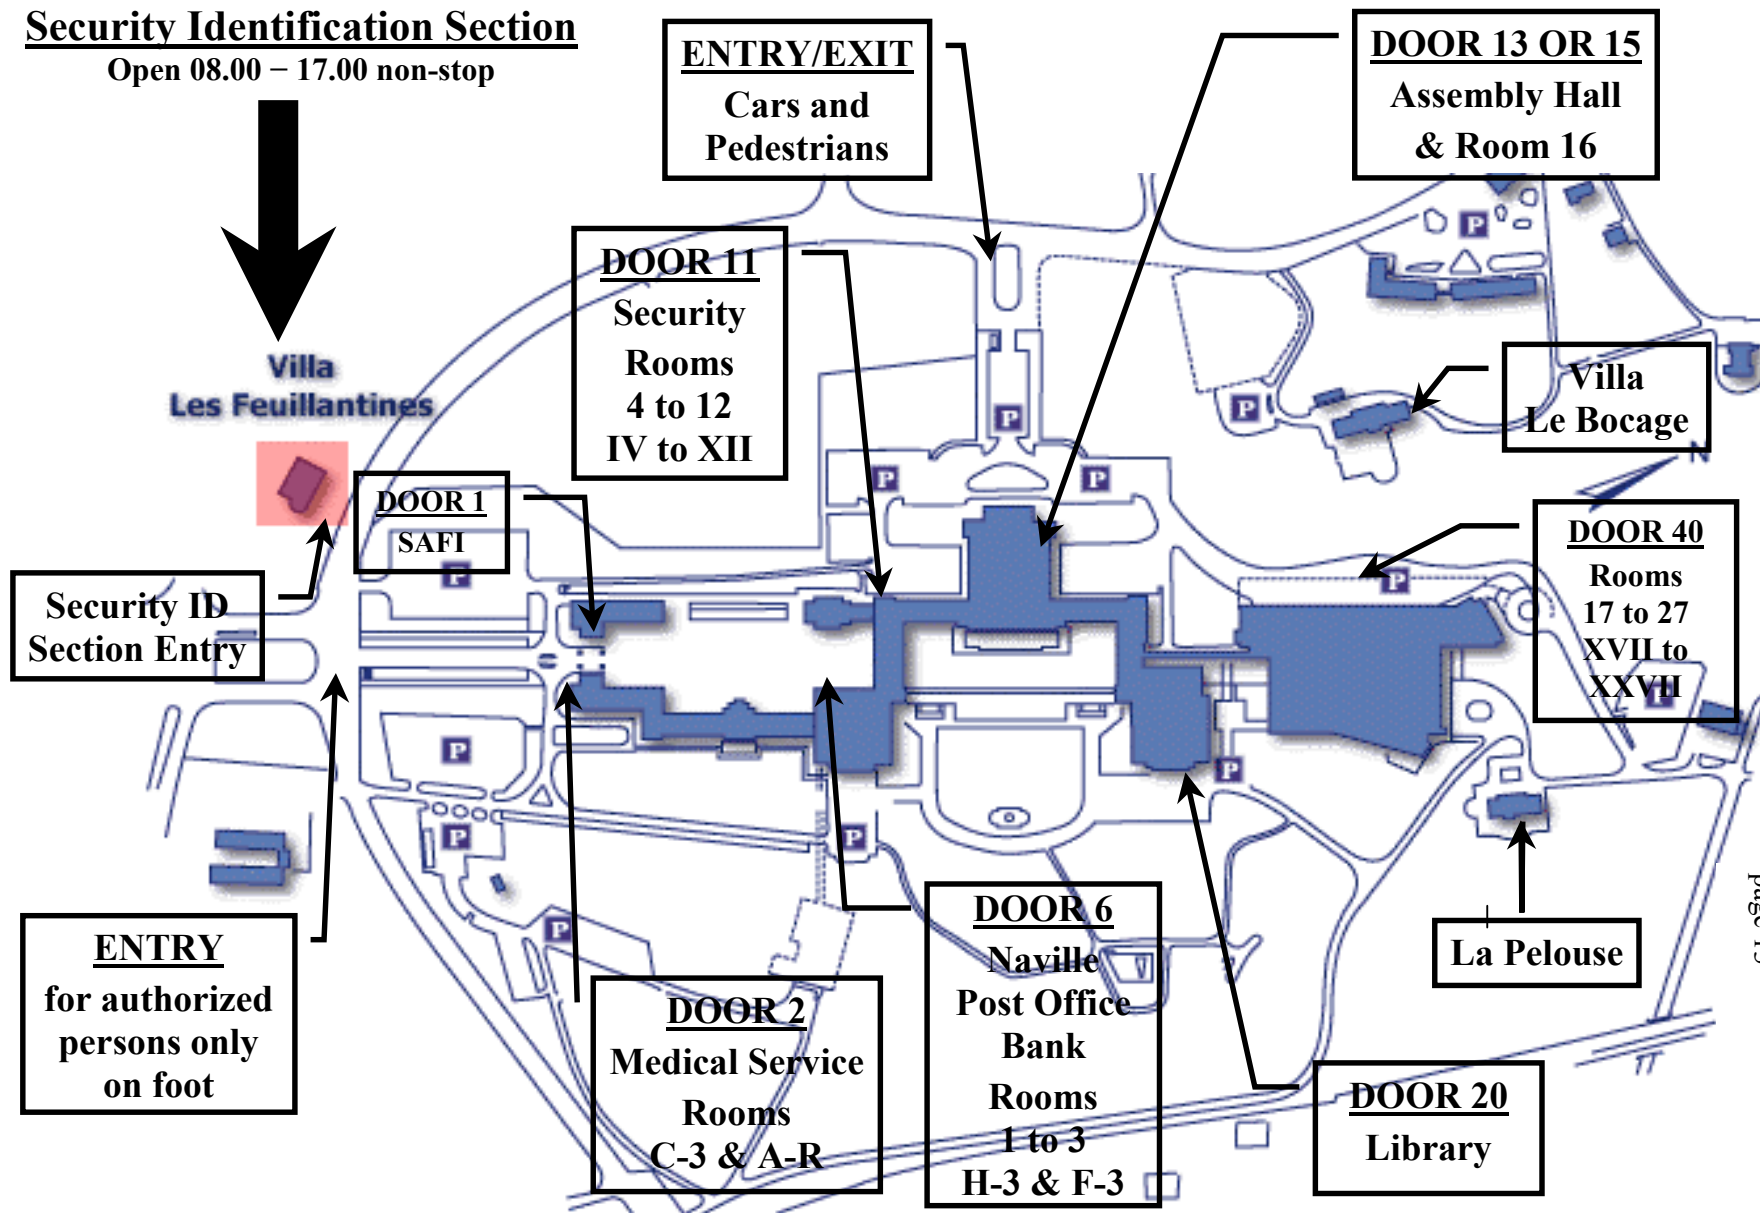 Security Identification Section
Open 08.00 – 17.00 non-stop
ENTRY/EXIT
Cars and
Pedestrians
DOOR 13 OR 15
Assembly Hall
& Room 16
DOOR 11
Security
Rooms
4 to 12
IV to XII
Villa
Les Feuillantines
Villa
Le Bocage
N
DOOR 1
SAFI
DOOR 40
Rooms
17 to 27
XVII to
XXVII
Security ID
Section Entry
ENTRY
for authorized
persons only
on foot
DOOR 2
Medical Service
Rooms
C-3 & A-R
DOOR 6
Naville
Post Office
Bank
Rooms
1 to 3
H-3 & F-3
DOOR 20
Library
La Pelouse
P
P
P
P
P
P
P
P
P
P
P
P
P
page